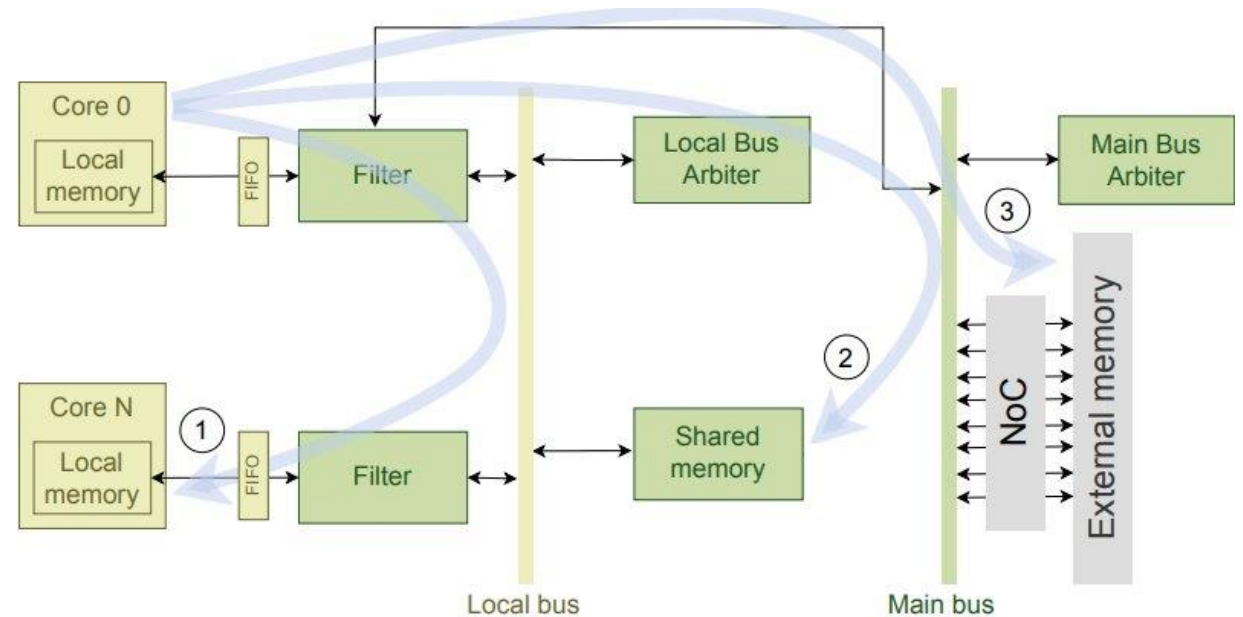 Core 0
Local
memory
FIFO
Filter
Local Bus
Arbiter
Main Bus
Arbiter
3
External memory
NoC
2
Core N
Local
memory
1
FIFO
Filter
Shared
memory
Local bus
Main bus